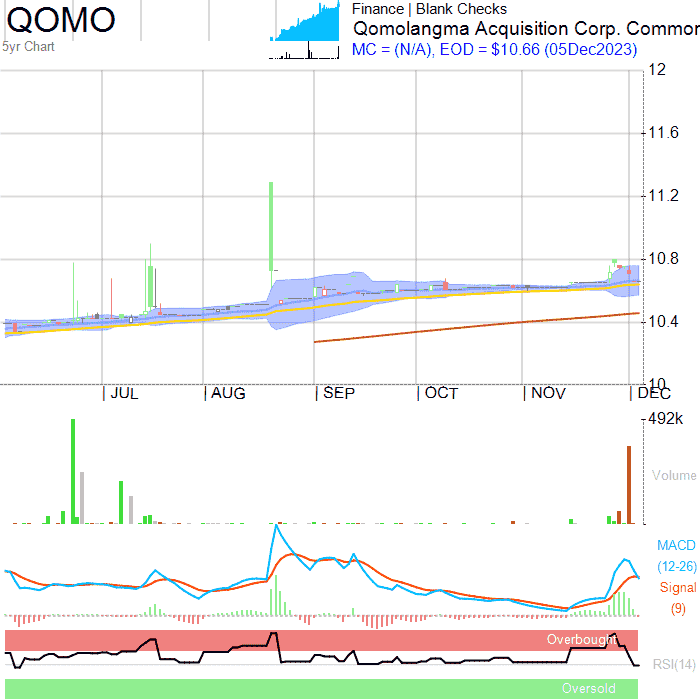 QOMO
5yr Chart
Finance | Blank Checks
Qomolangma Acquisition Corp. Common
MC = (N/A), EOD = $10.66 (05Dec2023)
12
11.6
11.2
10.8
10.4
10
JUL AUG SEP OCT NOV DEC
492k
Volume
MACD
(12-26)
Signal
(9)
Overbought
RSI(14)
Oversold